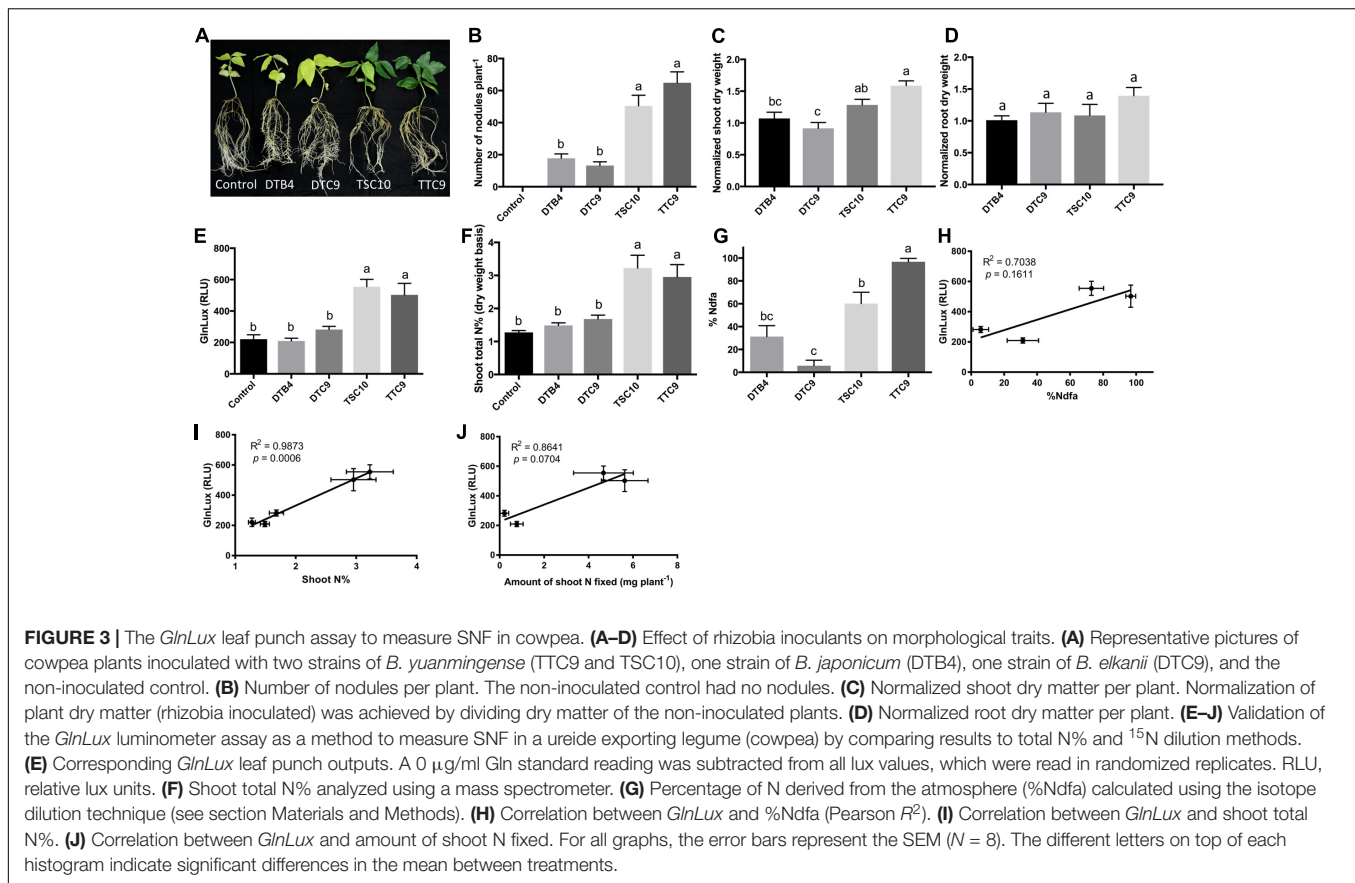 A
Control
DTB4
DTC9
TSC10
TTC9
B
Number of nodules plant⁻¹
80
60
40
20
0
a
a
b
b
Control
DTB4
DTC9
TSC10
TTC9
C
Normalized shoot dry weight
2.0
1.5
1.0
0.5
0.0
bc
c
ab
a
DTB4
DTC9
TSC10
TTC9
D
Normalized root dry weight
2.0
1.5
1.0
0.5
0.0
a
a
a
a
DTB4
DTC9
TSC10
TTC9
E
GlnLux (RLU)
800
600
400
200
0
b
b
b
a
a
Control
DTB4
DTC9
TSC10
TTC9
F
Shoot total N% (dry weight basis)
4
3
2
1
0
b
b
b
a
a
Control
DTB4
DTC9
TSC10
TTC9
G
% Ndfa
100
80
60
40
20
0
bc
c
b
a
DTB4
DTC9
TSC10
TTC9
H
GlnLux (RLU)
800
600
400
200
0
R² = 0.7038
p = 0.1611
0 20 40 60 80 100
%Ndfa
I
GlnLux (RLU)
800
600
400
200
0
R² = 0.9873
p = 0.0006
1 2 3 4
Shoot N%
J
GlnLux (RLU)
800
600
400
200
0
R² = 0.8641
p = 0.0704
0 2 4 6 8
Amount of shoot N fixed (mg plant⁻¹)
FIGURE 3 | The GlnLux leaf punch assay to measure SNF in cowpea. (A–D) Effect of rhizobia inoculants on morphological traits. (A) Representative pictures of
cowpea plants inoculated with two strains of B. yuanmingense (TTC9 and TSC10), one strain of B. japonicum (DTB4), one strain of B. elkanii (DTC9), and the
non-inoculated control. (B) Number of nodules per plant. The non-inoculated control had no nodules. (C) Normalized shoot dry matter per plant. Normalization of
plant dry matter (rhizobia inoculated) was achieved by dividing dry matter of the non-inoculated plants. (D) Normalized root dry matter per plant. (E–J) Validation of
the GlnLux luminometer assay as a method to measure SNF in a ureide exporting legume (cowpea) by comparing results to total N% and ¹⁵N dilution methods.
(E) Corresponding GlnLux leaf punch outputs. A 0 μg/ml Gln standard reading was subtracted from all lux values, which were read in randomized replicates. RLU,
relative lux units. (F) Shoot total N% analyzed using a mass spectrometer. (G) Percentage of N derived from the atmosphere (%Ndfa) calculated using the isotope
dilution technique (see section Materials and Methods). (H) Correlation between GlnLux and %Ndfa (Pearson R²). (I) Correlation between GlnLux and shoot total
N%. (J) Correlation between GlnLux and amount of shoot N fixed. For all graphs, the error bars represent the SEM (N = 8). The different letters on top of each
histogram indicate significant differences in the mean between treatments.